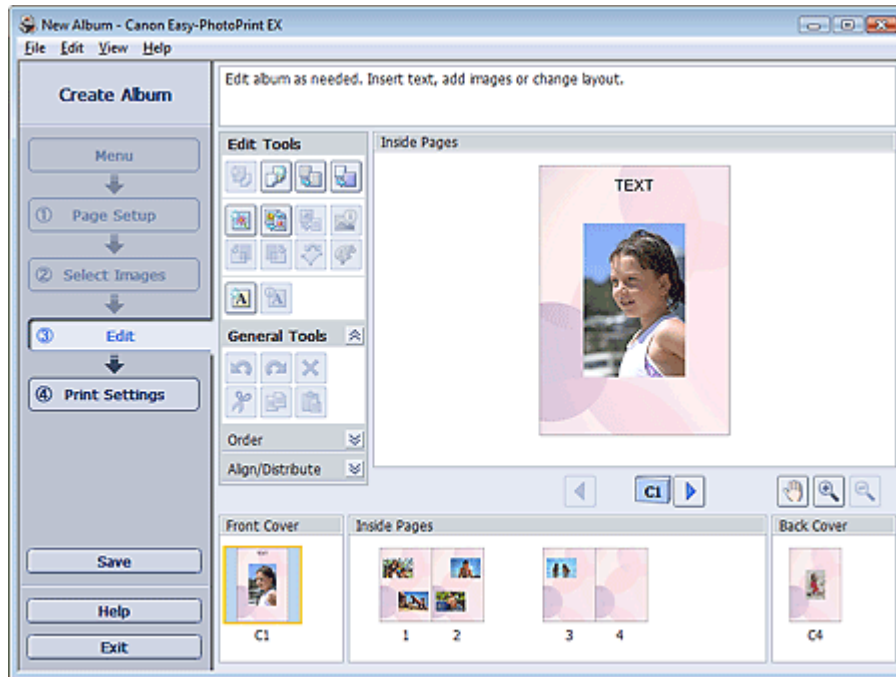 New Album - Canon Easy-PhotoPrint EX
File Edit View Help
Create Album
Edit album as needed. Insert text, add images or change layout.
Menu
① Page Setup
② Select Images
③ Edit
④ Print Settings
Save
Help
Exit
Edit Tools
A A
General Tools
Order
Align/Distribute
Inside Pages
TEXT
C1
Front Cover
TEXT
C1
Inside Pages
1 2 3 4
Back Cover
C4